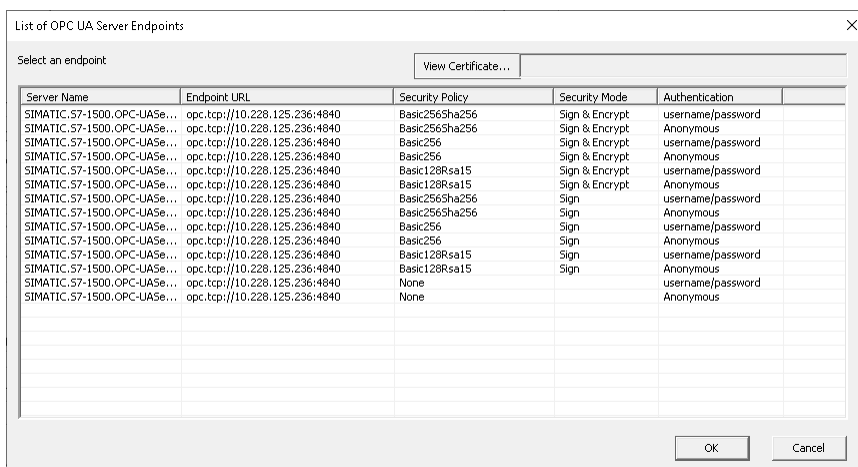 List of OPC UA Server Endpoints
Select an endpoint View Certificate...
Server Name Endpoint URL Security Policy Security Mode Authentication
SIMATIC.S7-1500.OPC-UASe... opc.tcp://10.228.125.236:4840 Basic256Sha256 Sign & Encrypt username/password
SIMATIC.S7-1500.OPC-UASe... opc.tcp://10.228.125.236:4840 Basic256Sha256 Sign & Encrypt Anonymous
SIMATIC.S7-1500.OPC-UASe... opc.tcp://10.228.125.236:4840 Basic256 Sign & Encrypt username/password
SIMATIC.S7-1500.OPC-UASe... opc.tcp://10.228.125.236:4840 Basic256 Sign & Encrypt Anonymous
SIMATIC.S7-1500.OPC-UASe... opc.tcp://10.228.125.236:4840 Basic128Rsa15 Sign & Encrypt username/password
SIMATIC.S7-1500.OPC-UASe... opc.tcp://10.228.125.236:4840 Basic128Rsa15 Sign & Encrypt Anonymous
SIMATIC.S7-1500.OPC-UASe... opc.tcp://10.228.125.236:4840 Basic256Sha256 Sign username/password
SIMATIC.S7-1500.OPC-UASe... opc.tcp://10.228.125.236:4840 Basic256Sha256 Sign Anonymous
SIMATIC.S7-1500.OPC-UASe... opc.tcp://10.228.125.236:4840 Basic256 Sign username/password
SIMATIC.S7-1500.OPC-UASe... opc.tcp://10.228.125.236:4840 Basic256 Sign Anonymous
SIMATIC.S7-1500.OPC-UASe... opc.tcp://10.228.125.236:4840 Basic128Rsa15 Sign username/password
SIMATIC.S7-1500.OPC-UASe... opc.tcp://10.228.125.236:4840 Basic128Rsa15 Sign Anonymous
SIMATIC.S7-1500.OPC-UASe... opc.tcp://10.228.125.236:4840 None username/password
SIMATIC.S7-1500.OPC-UASe... opc.tcp://10.228.125.236:4840 None Anonymous
OK Cancel